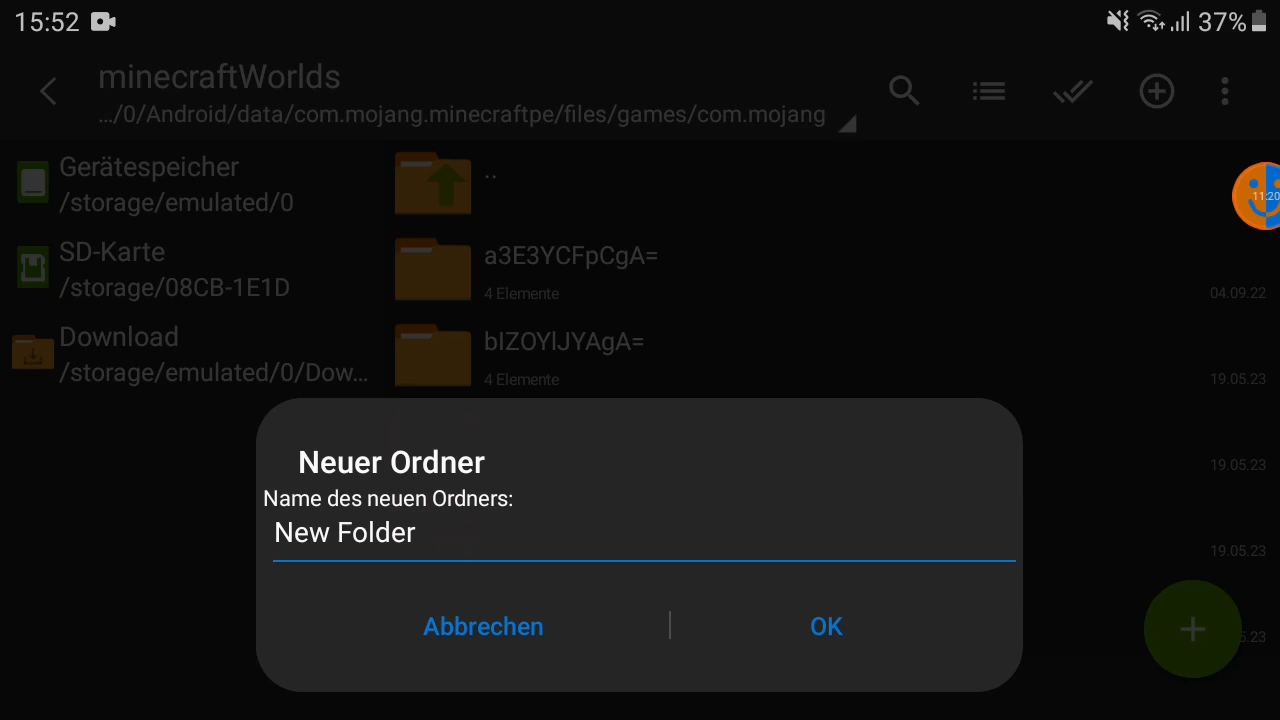 15:52
37%
minecraftWorlds
.../0/Android/data/com.mojang.minecraftpe/files/games/com.mojang
Gerätespeicher
/storage/emulated/0
SD-Karte
/storage/08CB-1E1D
Download
/storage/emulated/0/Dow...
..
a3E3YCFpCgA=
4 Elemente
04.09.22
bIZOYlJYAgA=
4 Elemente
19.05.23
19.05.23
19.05.23
11:20
Neuer Ordner
Name des neuen Ordners:
New Folder
Abbrechen
OK